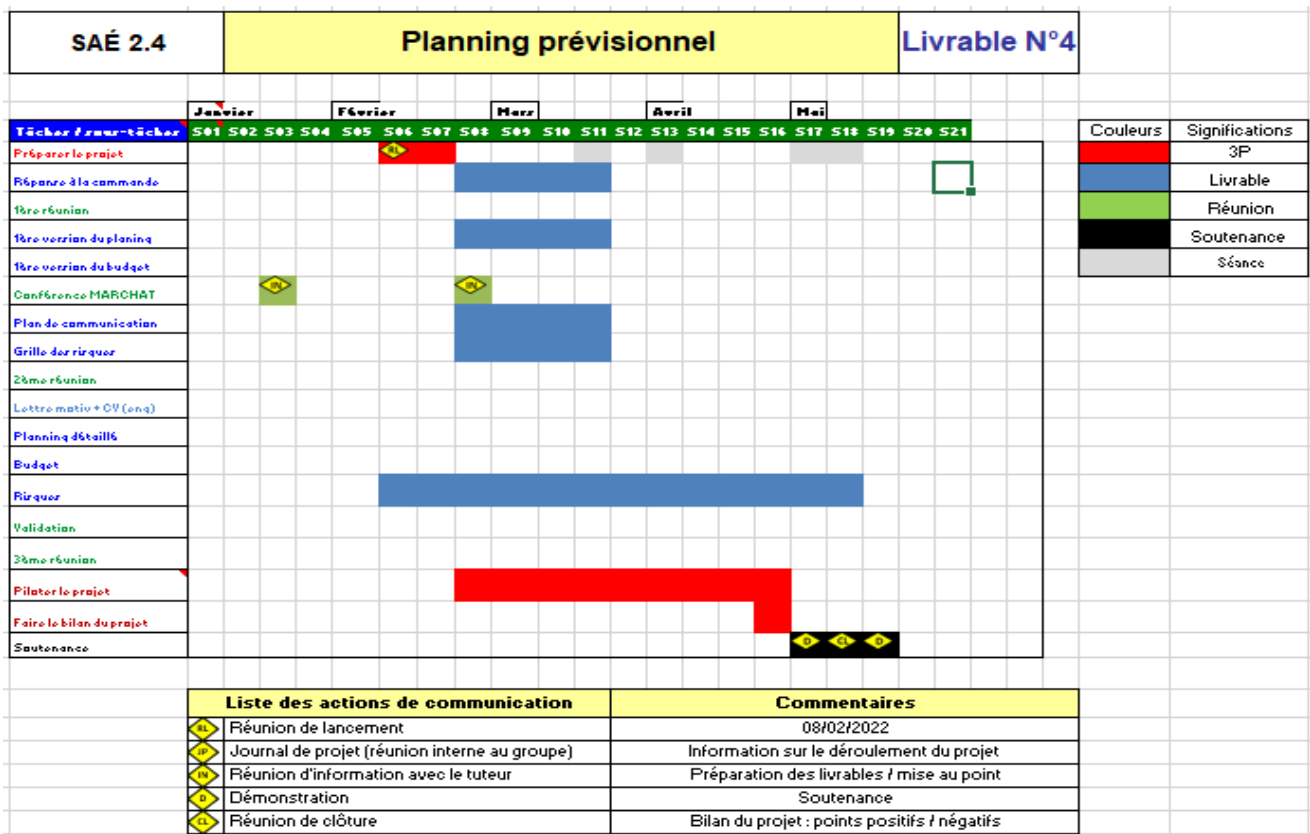 SAÉ 2.4 Planning prévisionnel Livrable N°4
Janvier Février Mars Avril Mai
Tâches / sous-tâches S01 S02 S03 S04 S05 S06 S07 S08 S09 S10 S11 S12 S13 S14 S15 S16 S17 S18 S19 S20 S21
Couleurs Significations
Préparer le projet RL
3P
Réponse à la commande
Livrable
1ère réunion
Réunion
1ère version du planing
Soutenance
1ère version du budget
Séance
Conférence MARCHAT IN IN
Plan de communication
Grille des risques
2ème réunion
Lettre motiv + CV (ang)
Planning détaillé
Budget
Risques
Validation
3ème réunion
Piloter le projet
Faire le bilan du projet
Soutenance D CL D
Liste des actions de communication Commentaires
RL Réunion de lancement 08/02/2022
JP Journal de projet (réunion interne au groupe) Information sur le déroulement du projet
IN Réunion d'information avec le tuteur Préparation des livrables / mise au point
D Démonstration Soutenance
CL Réunion de clôture Bilan du projet : points positifs / négatifs